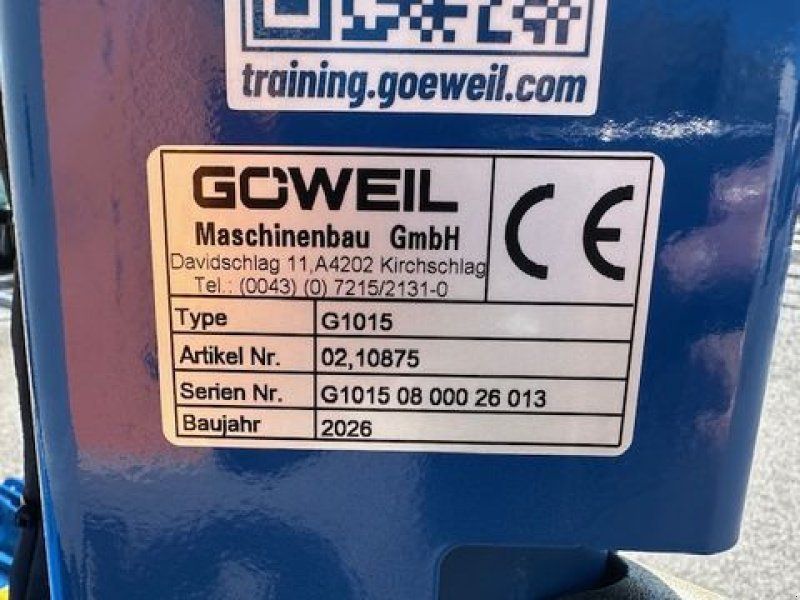 training.goeweil.com
GÖWEIL
Maschinenbau GmbH
Davidschlag 11,A4202 Kirchschlag
Tel.: (0043) (0) 7215/2131-0
CE
Type G1015
Artikel Nr. 02,10875
Serien Nr. G1015 08 000 26 013
Baujahr 2026